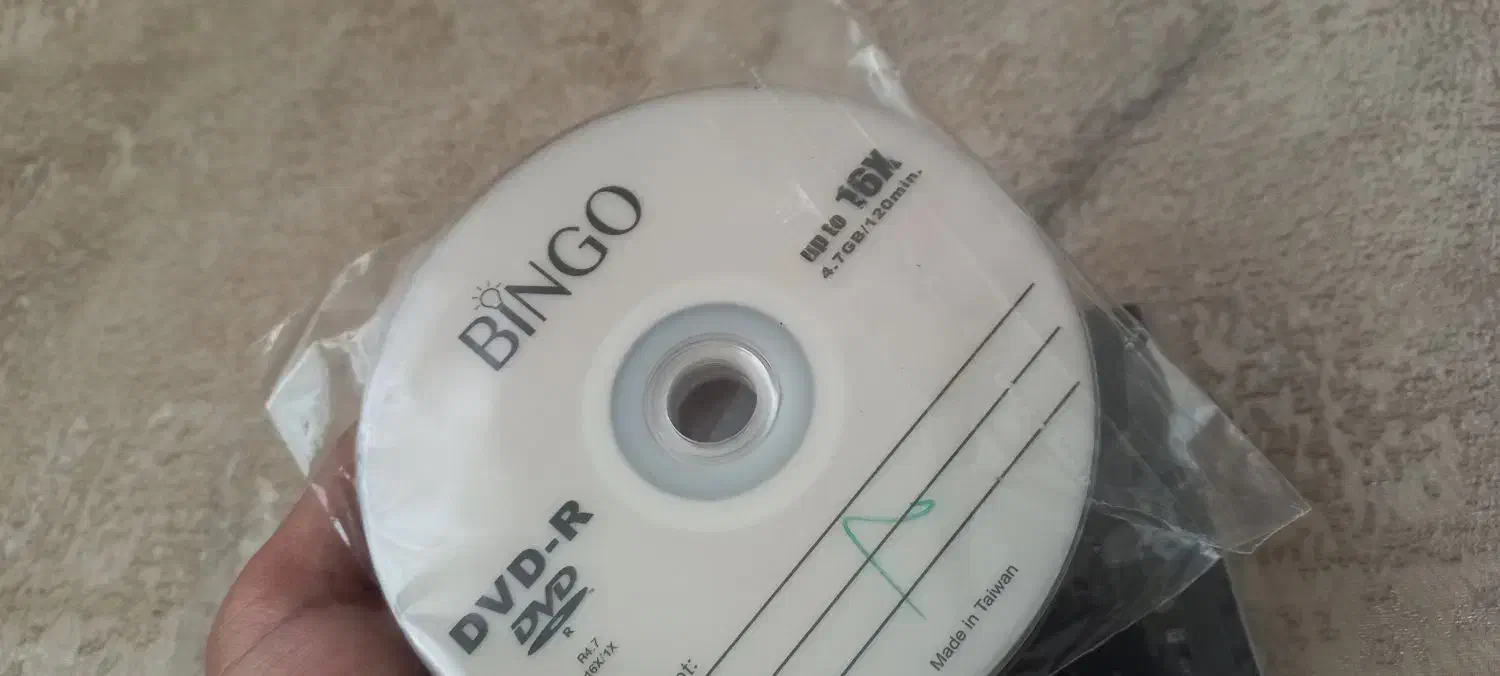 BINGO
up to 16X
4.7GB/120min.
DVD-R
DVD
R
R4.7
16X/1X
Made in Taiwan